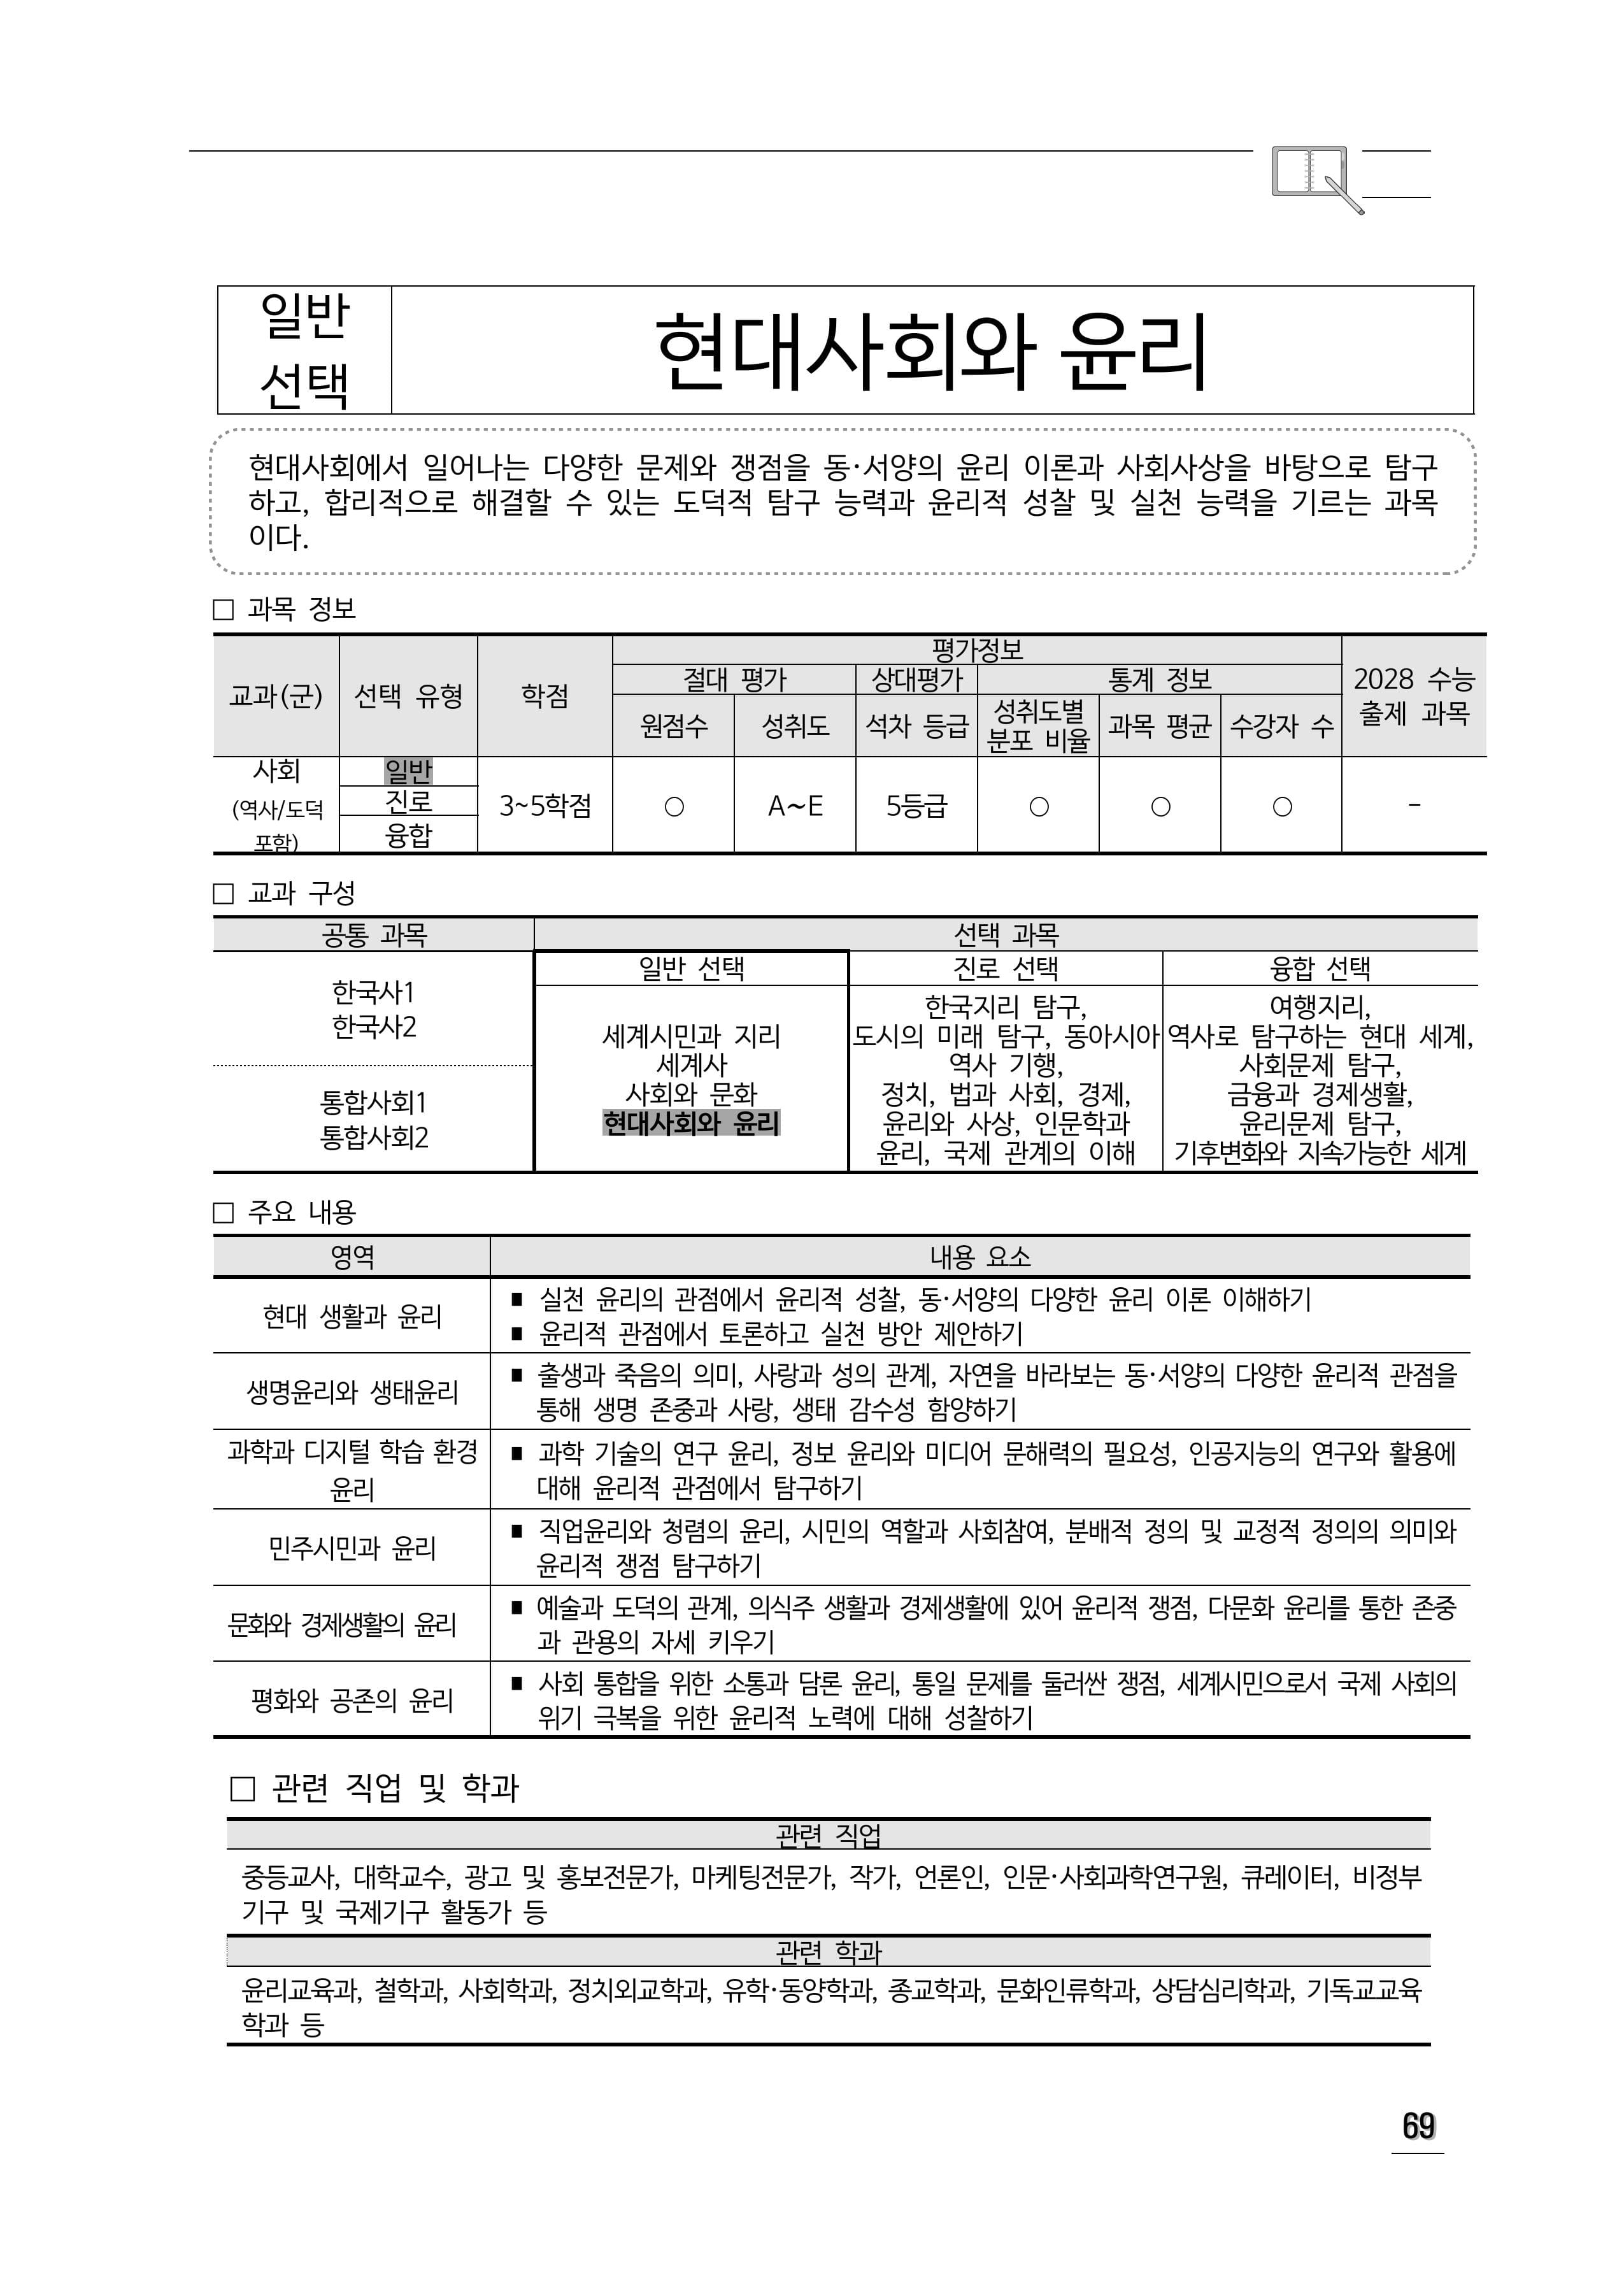 일반
선택
현대사회와 윤리
현대사회에서 일어나는 다양한 문제와 쟁점을 동·서양의 윤리 이론과 사회사상을 바탕으로 탐구
하고, 합리적으로 해결할 수 있는 도덕적 탐구 능력과 윤리적 성찰 및 실천 능력을 기르는 과목
이다.
□ 과목 정보
교과(군) 선택 유형 학점 평가정보 2028 수능
출제 과목
절대 평가 상대평가 통계 정보
원점수 성취도 석차 등급 성취도별
분포 비율 과목 평균 수강자 수
사회
(역사/도덕
포함)
일반
진로
융합
3~5학점 ○ A~E 5등급 ○ ○ ○ -
□ 교과 구성
공통 과목 선택 과목
일반 선택 진로 선택 융합 선택
한국사1
한국사2
통합사회1
통합사회2
세계시민과 지리
세계사
사회와 문화
현대사회와 윤리
한국지리 탐구,
도시의 미래 탐구, 동아시아
역사 기행,
정치, 법과 사회, 경제,
윤리와 사상, 인문학과
윤리, 국제 관계의 이해
여행지리,
역사로 탐구하는 현대 세계,
사회문제 탐구,
금융과 경제생활,
윤리문제 탐구,
기후변화와 지속가능한 세계
□ 주요 내용
영역 내용 요소
현대 생활과 윤리
■ 실천 윤리의 관점에서 윤리적 성찰, 동·서양의 다양한 윤리 이론 이해하기
■ 윤리적 관점에서 토론하고 실천 방안 제안하기
생명윤리와 생태윤리
■ 출생과 죽음의 의미, 사랑과 성의 관계, 자연을 바라보는 동·서양의 다양한 윤리적 관점을
통해 생명 존중과 사랑, 생태 감수성 함양하기
과학과 디지털 학습 환경
윤리
■ 과학 기술의 연구 윤리, 정보 윤리와 미디어 문해력의 필요성, 인공지능의 연구와 활용에
대해 윤리적 관점에서 탐구하기
민주시민과 윤리
■ 직업윤리와 청렴의 윤리, 시민의 역할과 사회참여, 분배적 정의 및 교정적 정의의 의미와
윤리적 쟁점 탐구하기
문화와 경제생활의 윤리
■ 예술과 도덕의 관계, 의식주 생활과 경제생활에 있어 윤리적 쟁점, 다문화 윤리를 통한 존중
과 관용의 자세 키우기
평화와 공존의 윤리
■ 사회 통합을 위한 소통과 담론 윤리, 통일 문제를 둘러싼 쟁점, 세계시민으로서 국제 사회의
위기 극복을 위한 윤리적 노력에 대해 성찰하기
□ 관련 직업 및 학과
관련 직업
중등교사, 대학교수, 광고 및 홍보전문가, 마케팅전문가, 작가, 언론인, 인문·사회과학연구원, 큐레이터, 비정부
기구 및 국제기구 활동가 등
관련 학과
윤리교육과, 철학과, 사회학과, 정치외교학과, 유학·동양학과, 종교학과, 문화인류학과, 상담심리학과, 기독교교육
학과 등
69